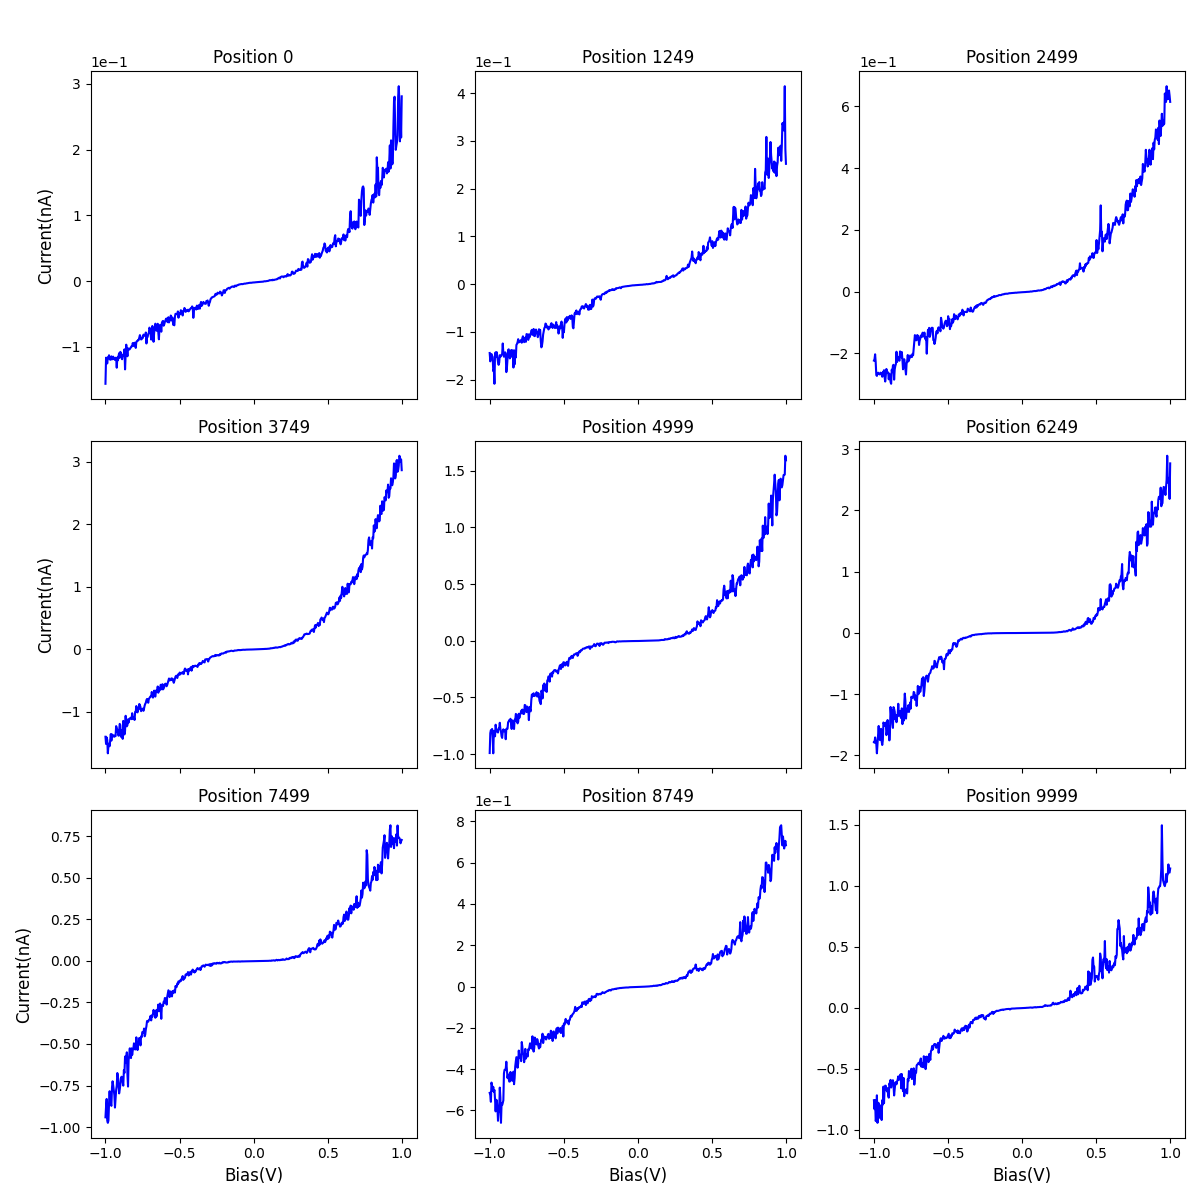 Position 0 Position 1249 Position 2499
1e−1 1e−1 1e−1
3 4 6
2 3 4
1 2 2
0 1 0
−1 0 −2
−1
−2
Current(nA)
Position 3749 Position 4999 Position 6249
3 1.5 3
2 1.0 2
1 0.5 1
0 0.0 0
−1 −0.5 −1
−1.0 −2
Current(nA)
Position 7499 Position 8749 Position 9999
1e−1
0.75 8 1.5
0.50 6 1.0
0.25 4 0.5
0.00 2 0.0
−0.25 0 −0.5
−0.50 −2 −1.0
−0.75 −4
−1.00 −6
Current(nA)
−1.0 −0.5 0.0 0.5 1.0 −1.0 −0.5 0.0 0.5 1.0 −1.0 −0.5 0.0 0.5 1.0
Bias(V) Bias(V) Bias(V)